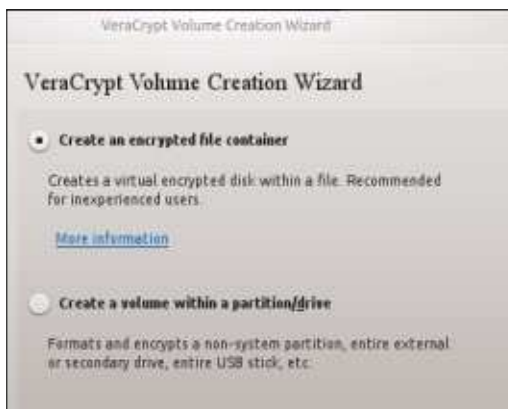 VeraCrypt Volume Creation Wizard
VeraCrypt Volume Creation Wizard
Create an encrypted file container
Creates a virtual encrypted disk within a file. Recommended
for inexperienced users.
More information
Create a volume within a partition/drive
Formats and encrypts a non-system partition, entire external
or secondary drive, entire USB stick, etc.